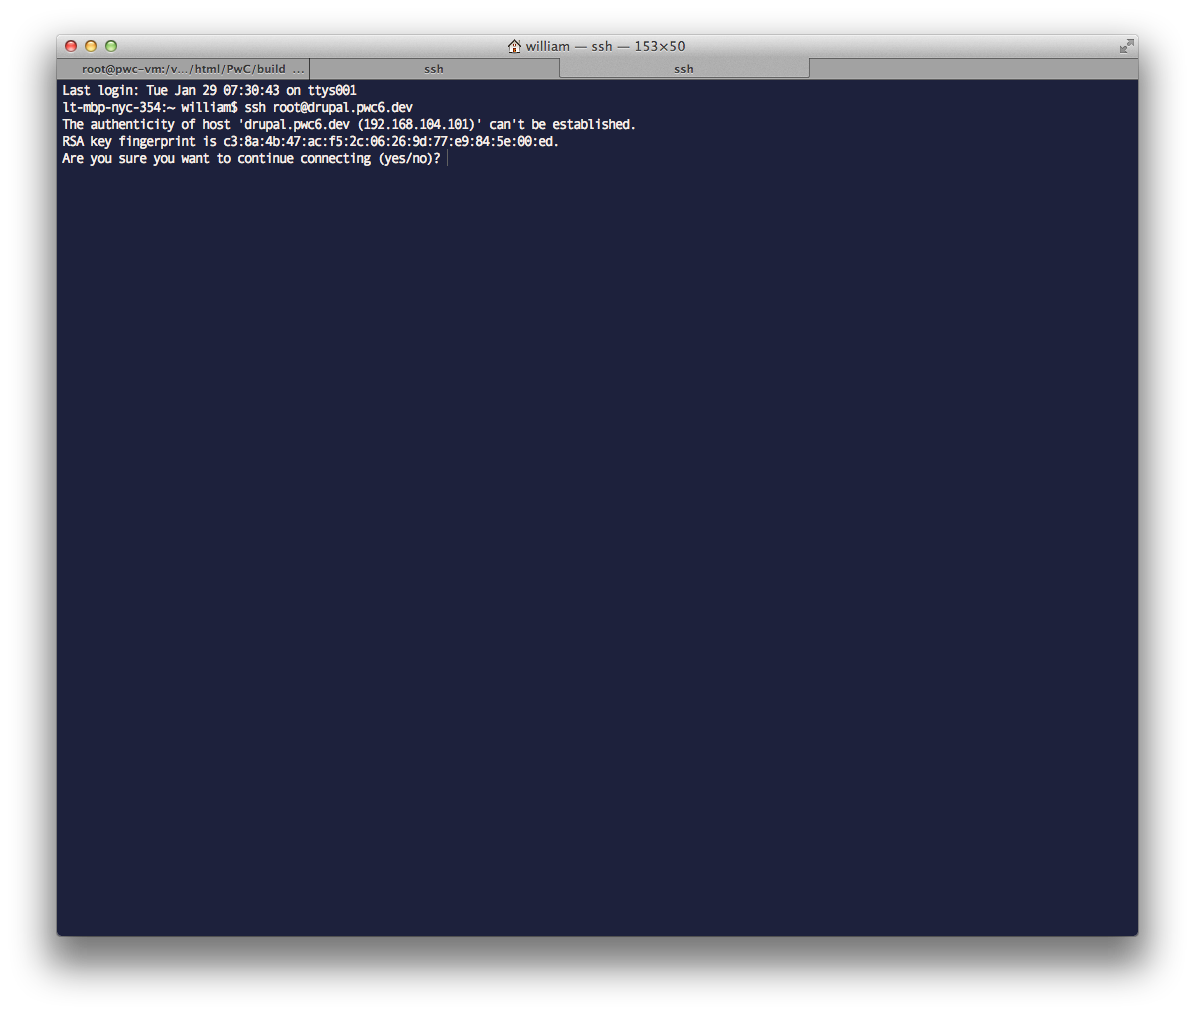 william — ssh — 153×50
root@pwc-vm:/v.../html/PwC/build ... ssh ssh
Last login: Tue Jan 29 07:30:43 on ttys001
lt-mbp-nyc-354:~ william$ ssh root@drupal.pwc6.dev
The authenticity of host 'drupal.pwc6.dev (192.168.104.101)' can't be established.
RSA key fingerprint is c3:8a:4b:47:ac:f5:2c:06:26:9d:77:e9:84:5e:00:ed.
Are you sure you want to continue connecting (yes/no)?